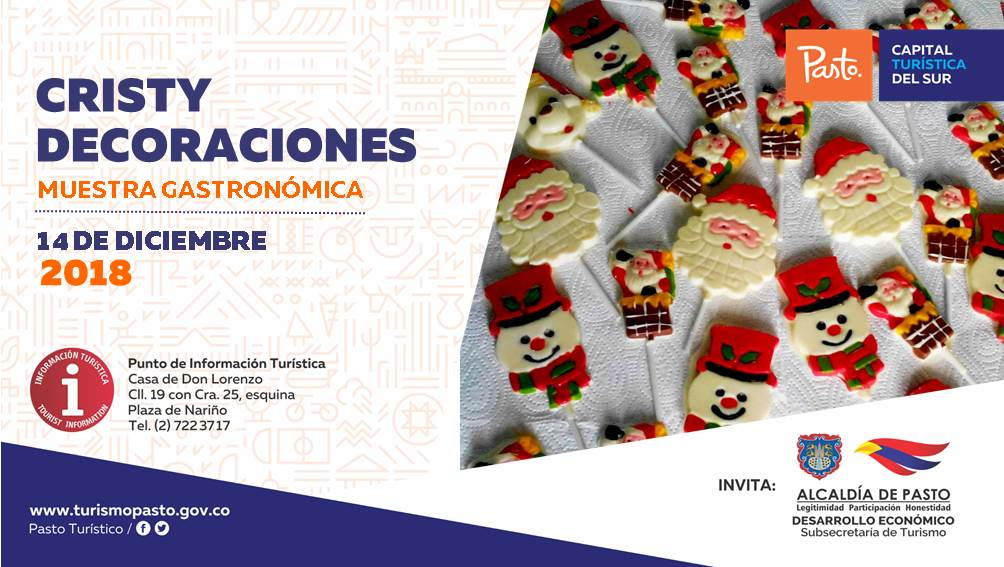 CRISTY
DECORACIONES
MUESTRA GASTRONÓMICA
14 DE DICIEMBRE
2018
Pasto.
CAPITAL
TURÍSTICA
DEL SUR
INFORMACIÓN TURÍSTICA
i
TOURIST INFORMATION
Punto de Información Turística
Casa de Don Lorenzo
Cll. 19 con Cra. 25, esquina
Plaza de Nariño
Tel. (2) 7223717
www.turismopasto.gov.co
Pasto Turístico /
INVITA:
ALCALDÍA DE PASTO
Legitimidad Participación Honestidad
DESARROLLO ECONÓMICO
Subsecretaría de Turismo